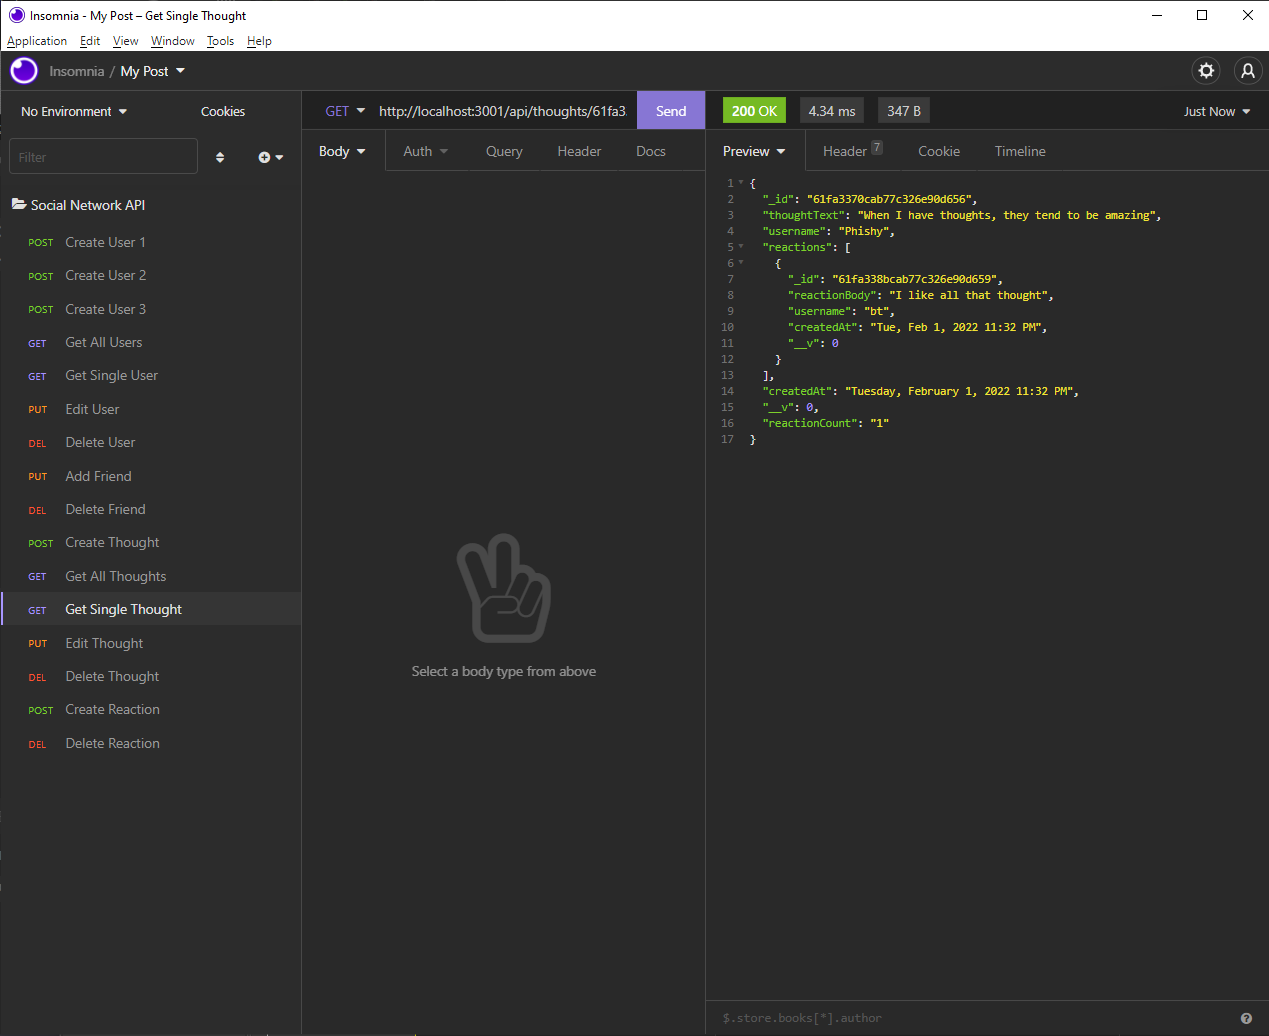 Insomnia - My Post – Get Single Thought
Application Edit View Window Tools Help
Insomnia / My Post
No Environment Cookies
GET http://localhost:3001/api/thoughts/61fa3 Send
200 OK 4.34 ms 347 B Just Now
Filter
Body Auth Query Header Docs
Preview Header 7 Cookie Timeline
Social Network API
POST Create User 1
POST Create User 2
POST Create User 3
GET Get All Users
GET Get Single User
PUT Edit User
DEL Delete User
PUT Add Friend
DEL Delete Friend
POST Create Thought
GET Get All Thoughts
GET Get Single Thought
PUT Edit Thought
DEL Delete Thought
POST Create Reaction
DEL Delete Reaction
Select a body type from above
1 {
2 "_id": "61fa3370cab77c326e90d656",
3 "thoughtText": "When I have thoughts, they tend to be amazing",
4 "username": "Phishy",
5 "reactions": [
6 {
7 "_id": "61fa338bcab77c326e90d659",
8 "reactionBody": "I like all that thought",
9 "username": "bt",
10 "createdAt": "Tue, Feb 1, 2022 11:32 PM",
11 "__v": 0
12 }
13 ],
14 "createdAt": "Tuesday, February 1, 2022 11:32 PM",
15 "__v": 0,
16 "reactionCount": "1"
17 }
$.store.books[*].author